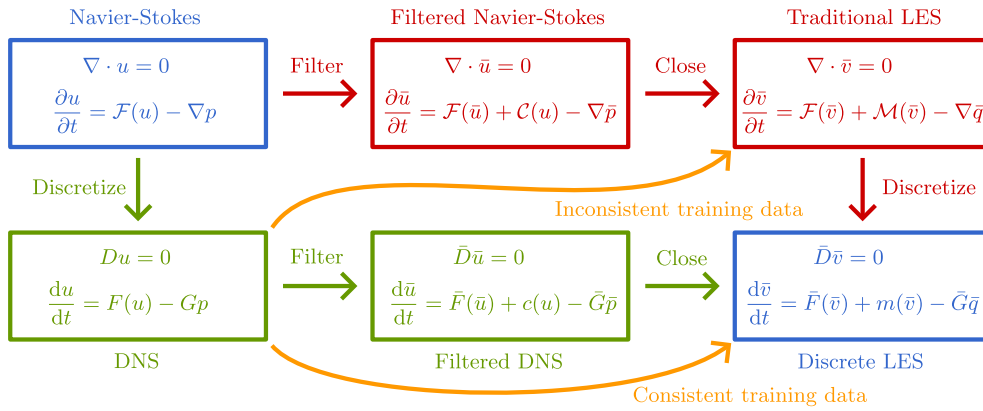 Navier-Stokes
Filtered Navier-Stokes
Traditional LES
∇ · u = 0
∂u/∂t = 𝓕(u) − ∇p
Filter
∇ · ū = 0
∂ū/∂t = 𝓕(ū) + 𝓒(u) − ∇p̄
Close
∇ · v̄ = 0
∂v̄/∂t = 𝓕(v̄) + 𝓜(v̄) − ∇q̄
Discretize
Discretize
Inconsistent training data
Du = 0
du/dt = F(u) − Gp
Filter
D̄ū = 0
dū/dt = F̄(ū) + c(u) − Ḡp̄
Close
D̄v̄ = 0
dv̄/dt = F̄(v̄) + m(v̄) − Ḡq̄
DNS
Filtered DNS
Discrete LES
Consistent training data